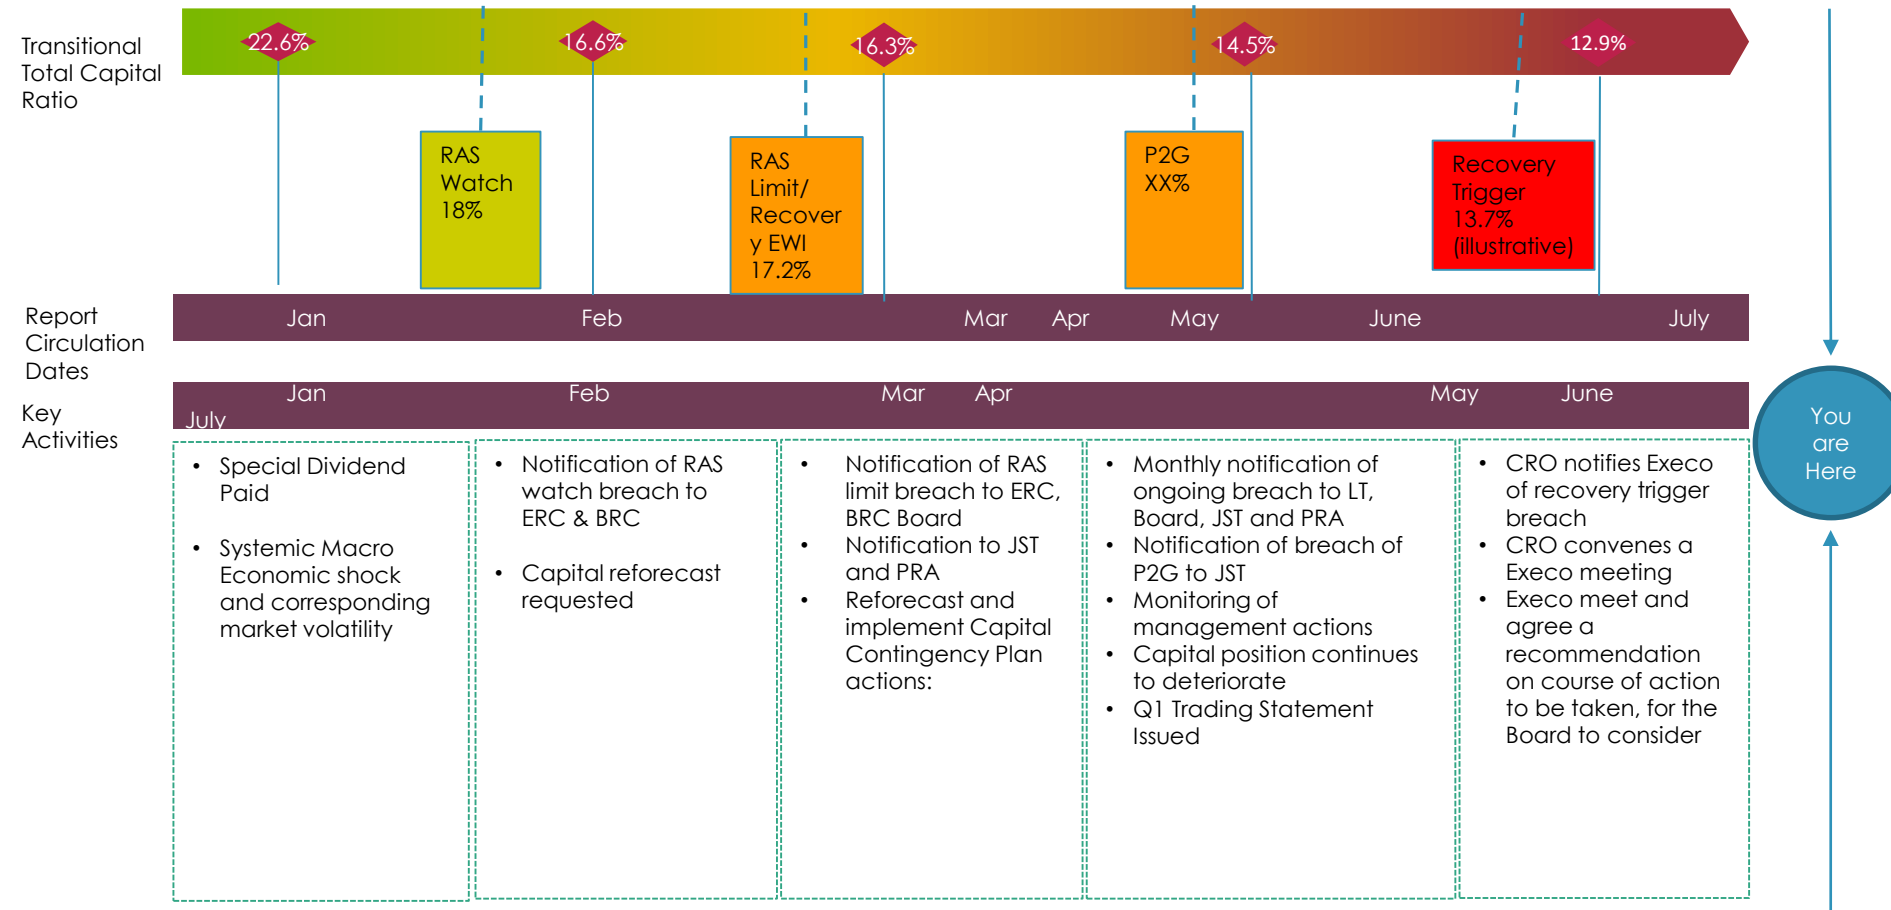 Transitional
Total Capital
Ratio
22.6%
16.6%
16.3%
14.5%
12.9%
RAS
Watch
18%
RAS
Limit/
Recover
y EWI
17.2%
P2G
XX%
Recovery
Trigger
13.7%
(illustrative)
Report
Circulation
Dates
Jan Feb Mar Apr May June July
Key
Activities
Jan Feb Mar Apr May June
July
• Special Dividend
Paid
• Systemic Macro
Economic shock
and corresponding
market volatility
• Notification of RAS
watch breach to
ERC & BRC
• Capital reforecast
requested
• Notification of RAS
limit breach to ERC,
BRC Board
• Notification to JST
and PRA
• Reforecast and
implement Capital
Contingency Plan
actions:
• Monthly notification of
ongoing breach to LT,
Board, JST and PRA
• Notification of breach of
P2G to JST
• Monitoring of
management actions
• Capital position continues
to deteriorate
• Q1 Trading Statement
Issued
• CRO notifies Execo
of recovery trigger
breach
• CRO convenes a
Execo meeting
• Execo meet and
agree a
recommendation
on course of action
to be taken, for the
Board to consider
You
are
Here